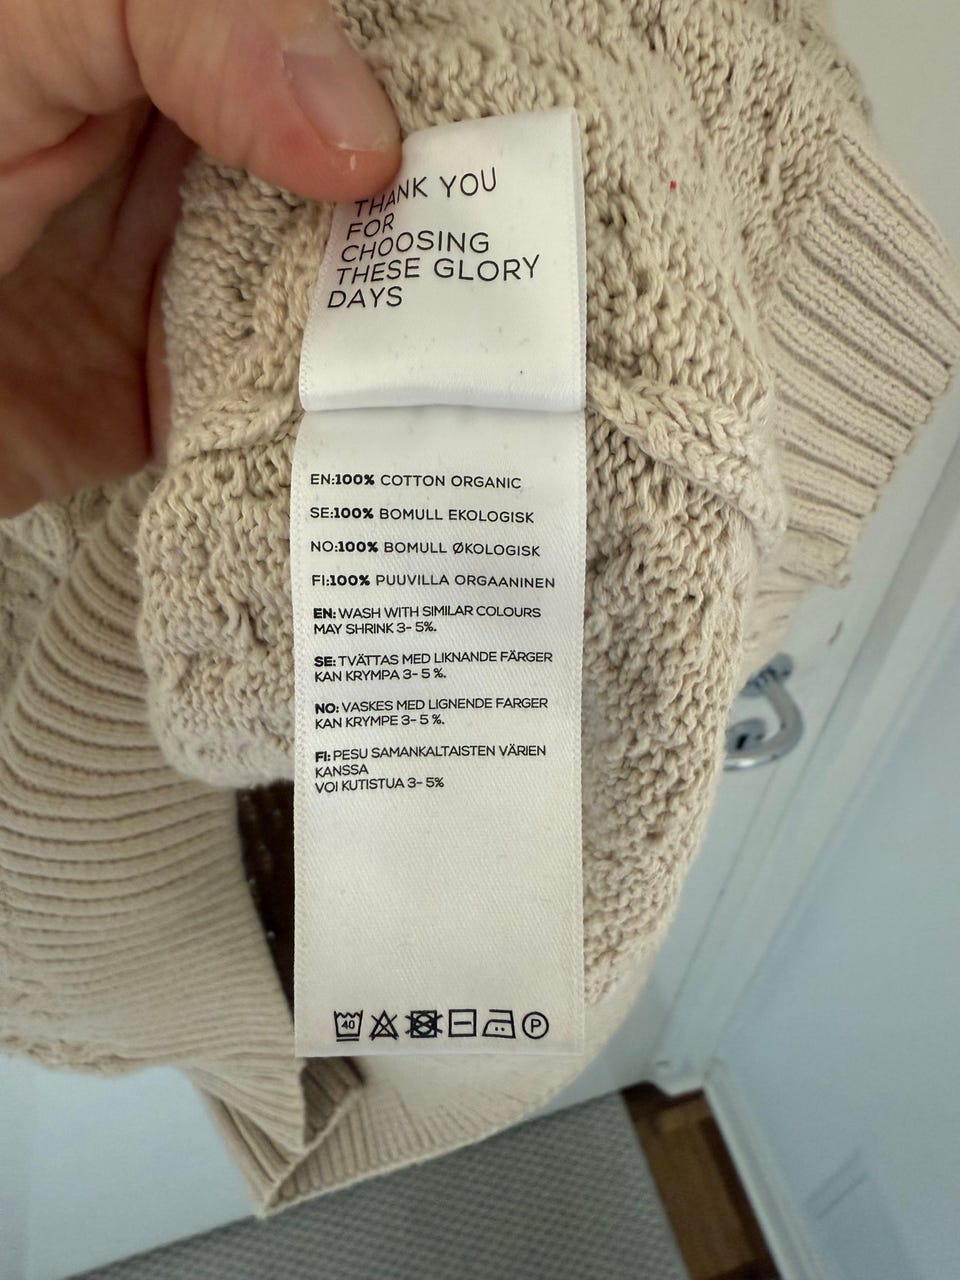 THANK YOU
FOR
CHOOSING
THESE GLORY
DAYS
EN:100% COTTON ORGANIC
SE:100% BOMULL EKOLOGISK
NO:100% BOMULL ØKOLOGISK
FI:100% PUUVILLA ORGAANINEN
EN: WASH WITH SIMILAR COLOURS
MAY SHRINK 3- 5%.
SE: TVÄTTAS MED LIKNANDE FÄRGER
KAN KRYMPA 3- 5 %.
NO: VASKES MED LIGNENDE FARGER
KAN KRYMPE 3- 5 %.
FI: PESU SAMANKALTAISTEN VÄRIEN
KANSSA
VOI KUTISTUA 3- 5%
40 P